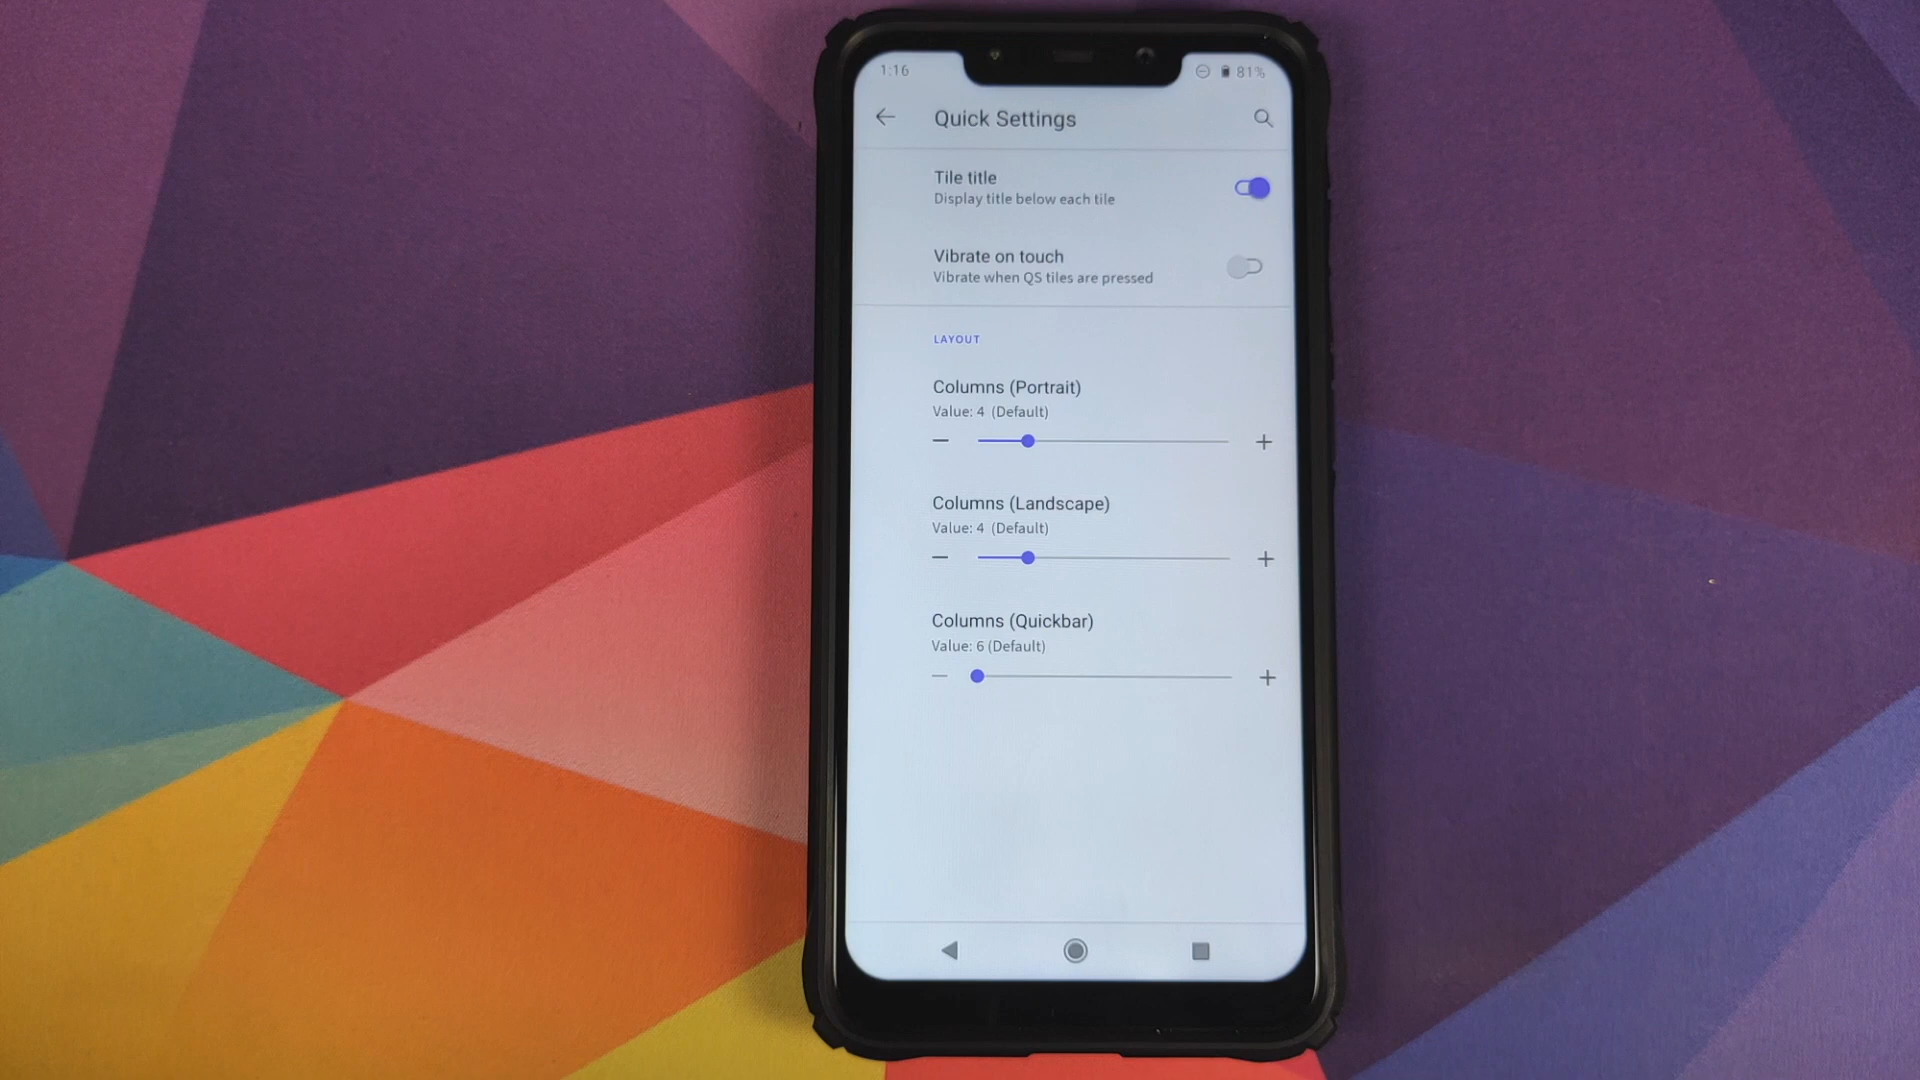 1:16
81%
Quick Settings
Tile title
Display title below each tile
Vibrate on touch
Vibrate when QS tiles are pressed
LAYOUT
Columns (Portrait)
Value: 4 (Default)
Columns (Landscape)
Value: 4 (Default)
Columns (Quickbar)
Value: 6 (Default)